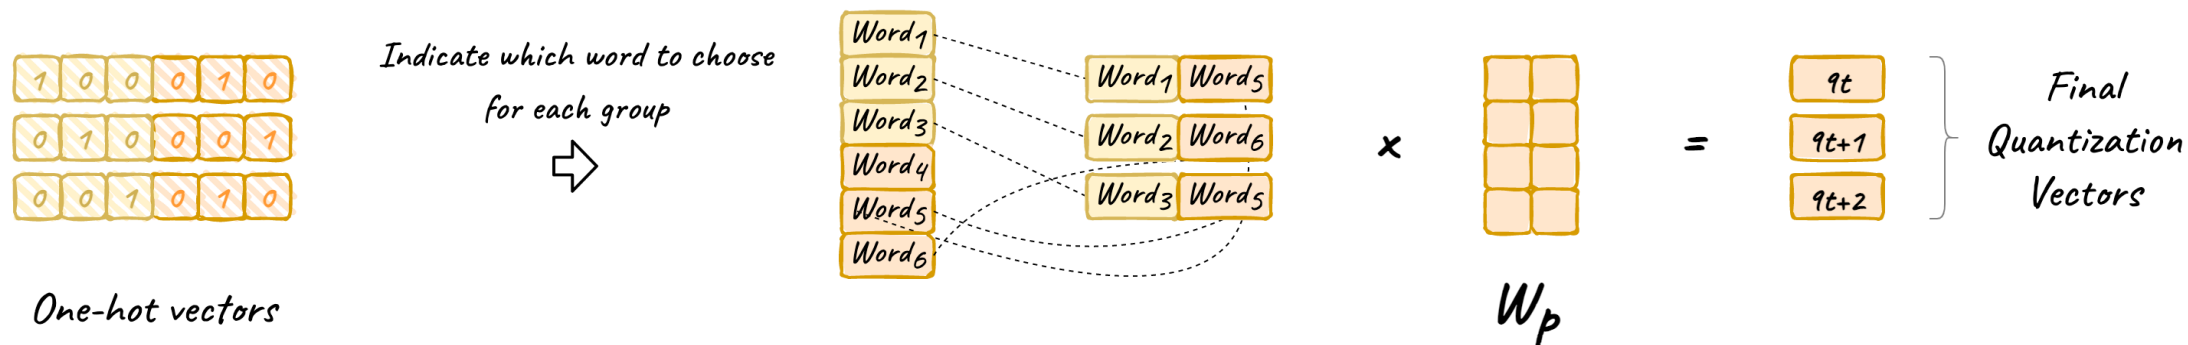 1 0 0 0 1 0
0 1 0 0 0 1
0 0 1 0 1 0
One-hot vectors
Indicate which word to choose
for each group
Word1
Word2
Word3
Word4
Word5
Word6
Word1 Word5
Word2 Word6
Word3 Word5
x
Wp
=
qt
qt+1
qt+2
Final
Quantization
Vectors